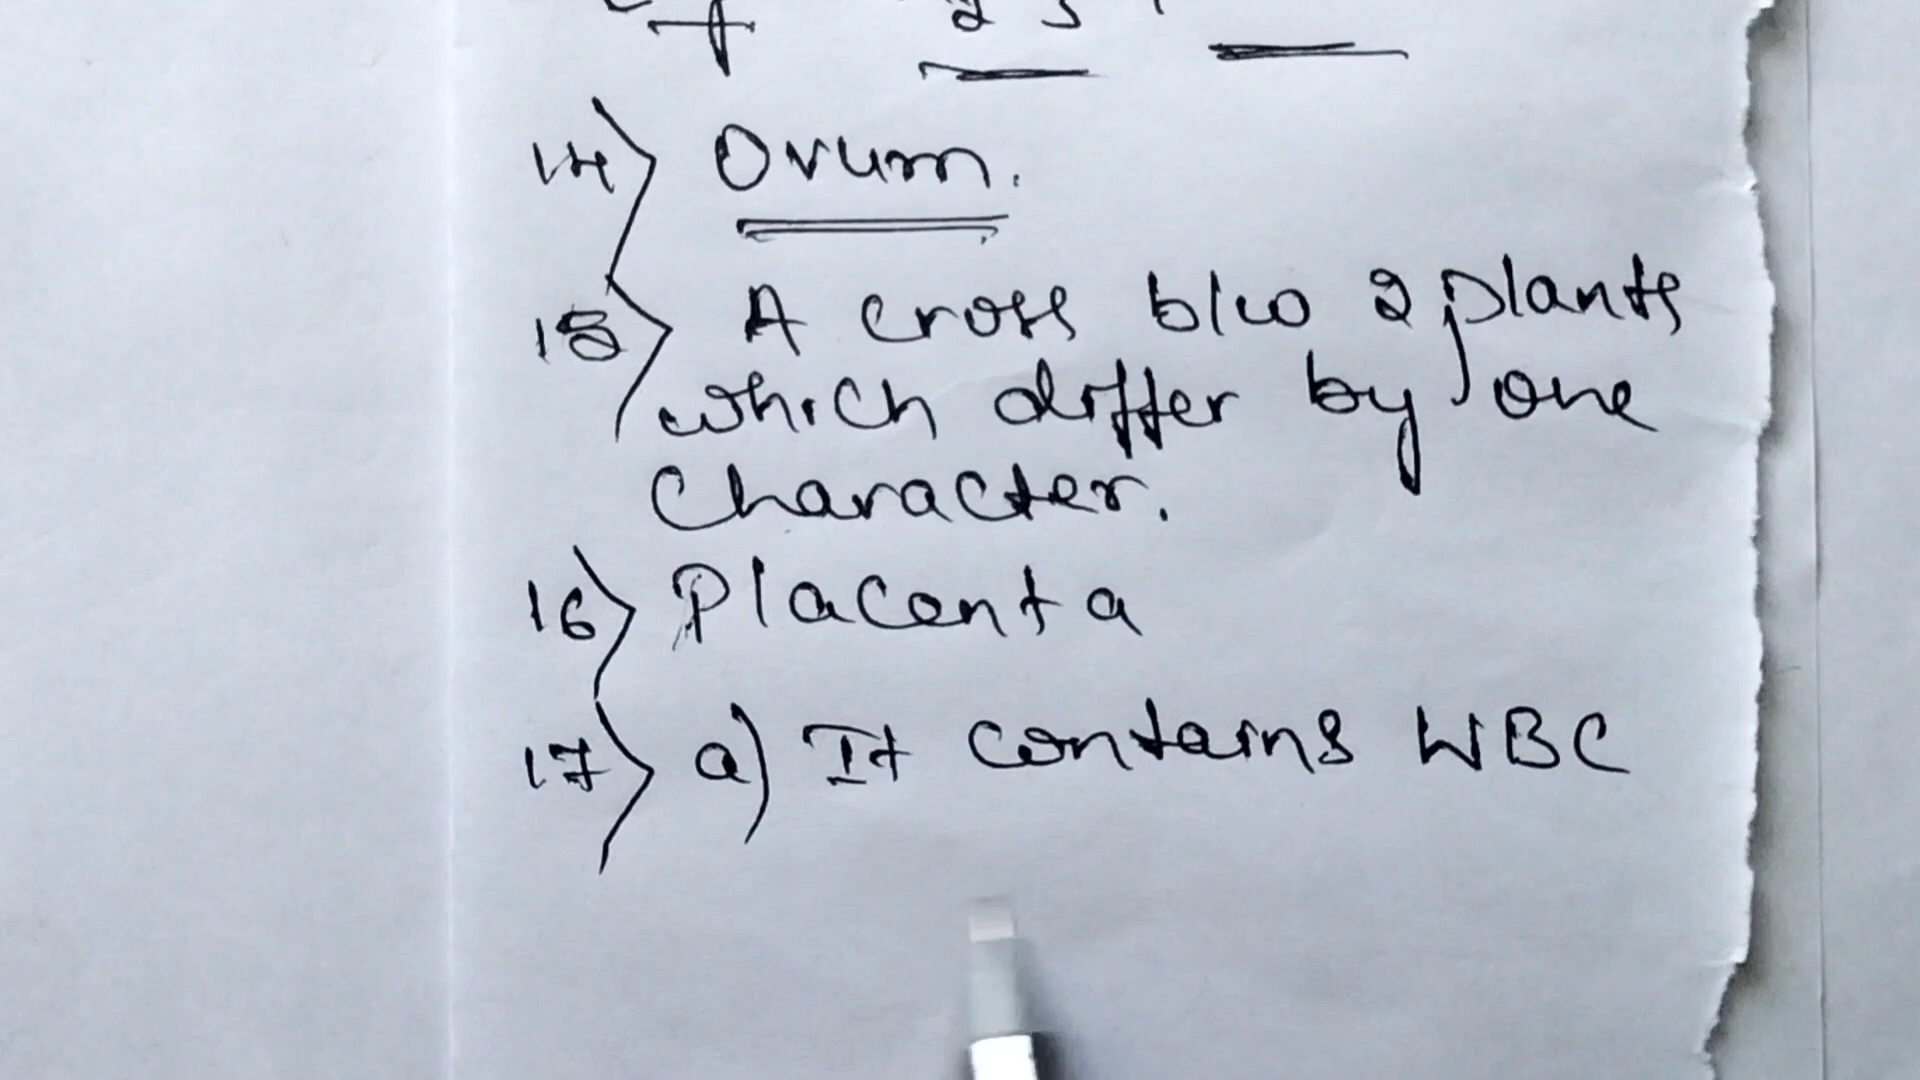 14) Ovum.
15) A cross b/w 2 plants
which differ by one
character.
16) Placenta
17) a) It contains WBC